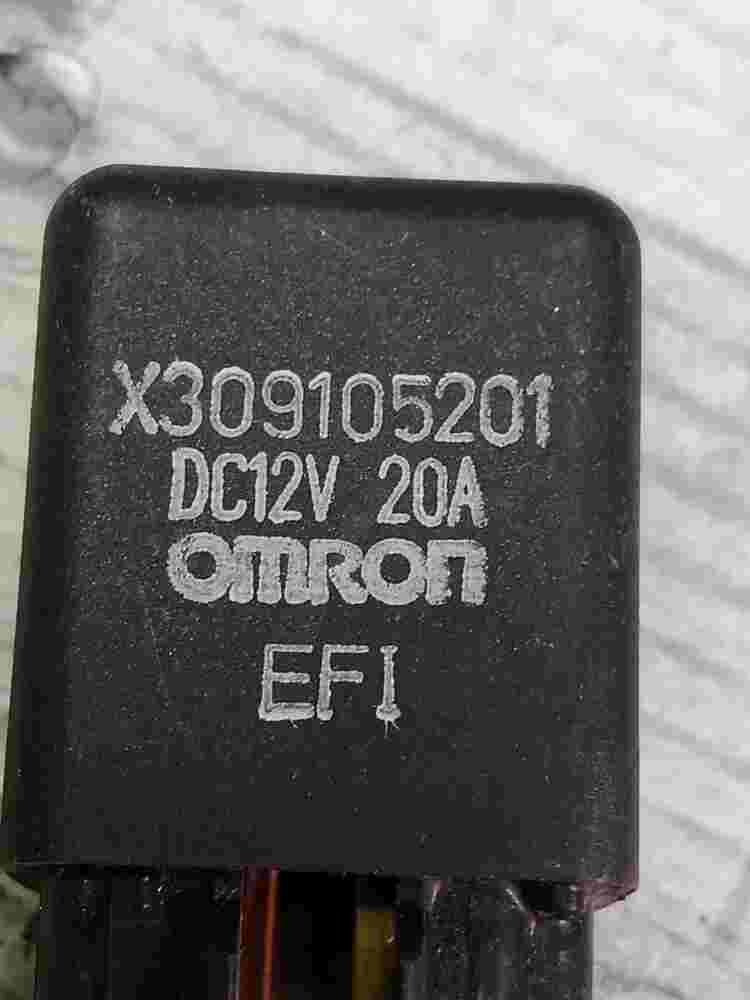 X309105201
DC12V 20A
OMRON
EFI